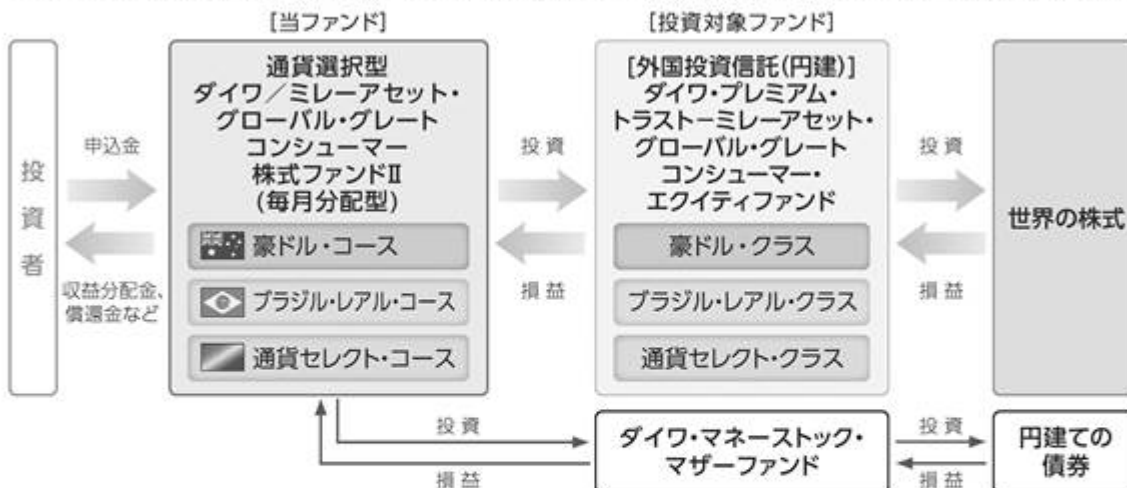 [当ファンド]
[投資対象ファンド]
投資者
申込金
収益分配金、
償還金など
通貨選択型
ダイワ／ミレーアセット・
グローバル・グレート
コンシューマー
株式ファンドⅡ
(毎月分配型)
豪ドル・コース
ブラジル・レアル・コース
通貨セレクト・コース
投資
損益
[外国投資信託(円建)]
ダイワ・プレミアム・
トラストーミレーアセット・
グローバル・グレート
コンシューマー・
エクイティファンド
豪ドル・クラス
ブラジル・レアル・クラス
通貨セレクト・クラス
投資
損益
世界の株式
投資
損益
ダイワ・マネーストック・
マザーファンド
投資
損益
円建ての
債券